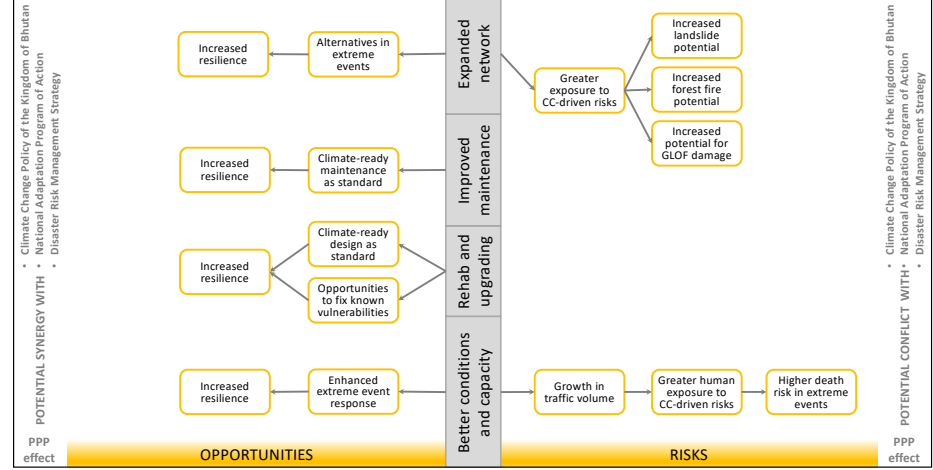 • Climate Change Policy of the Kingdom of Bhutan
POTENTIAL SYNERGY WITH • National Adaptation Program of Action
• Disaster Risk Management Strategy
PPP
effect
Increased
resilience
Alternatives in
extreme
events
Expanded
network
Greater
exposure to
CC-driven risks
Increased
landslide
potential
Increased
forest fire
potential
Increased
potential for
GLOF damage
Increased
resilience
Climate-ready
maintenance
as standard
Improved
maintenance
Increased
resilience
Climate-ready
design as
standard
Opportunities
to fix known
vulnerabilities
Rehab and
upgrading
Increased
resilience
Enhanced
extreme event
response
Better conditions
and capacity
Growth in
traffic volume
Greater human
exposure to
CC-driven risks
Higher death
risk in extreme
events
OPPORTUNITIES
RISKS
• Climate Change Policy of the Kingdom of Bhutan
POTENTIAL CONFLICT WITH • National Adaptation Program of Action
• Disaster Risk Management Strategy
PPP
effect